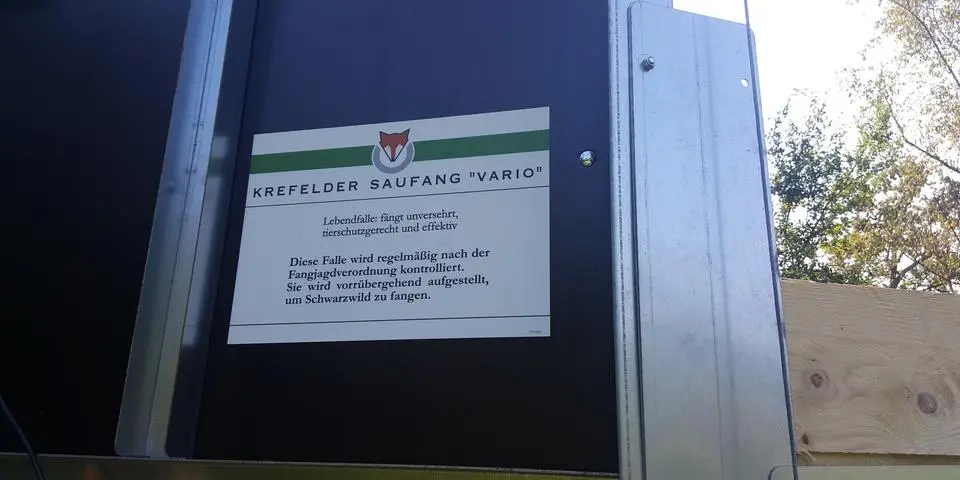 KREFELDER SAUFANG "VARIO"
Lebendfalle: fängt unversehrt,
tierschutzgerecht und effektiv
Diese Falle wird regelmäßig nach der
Fangjagdverordnung kontrolliert.
Sie wird vorrübergehend aufgestellt,
um Schwarzwild zu fangen.